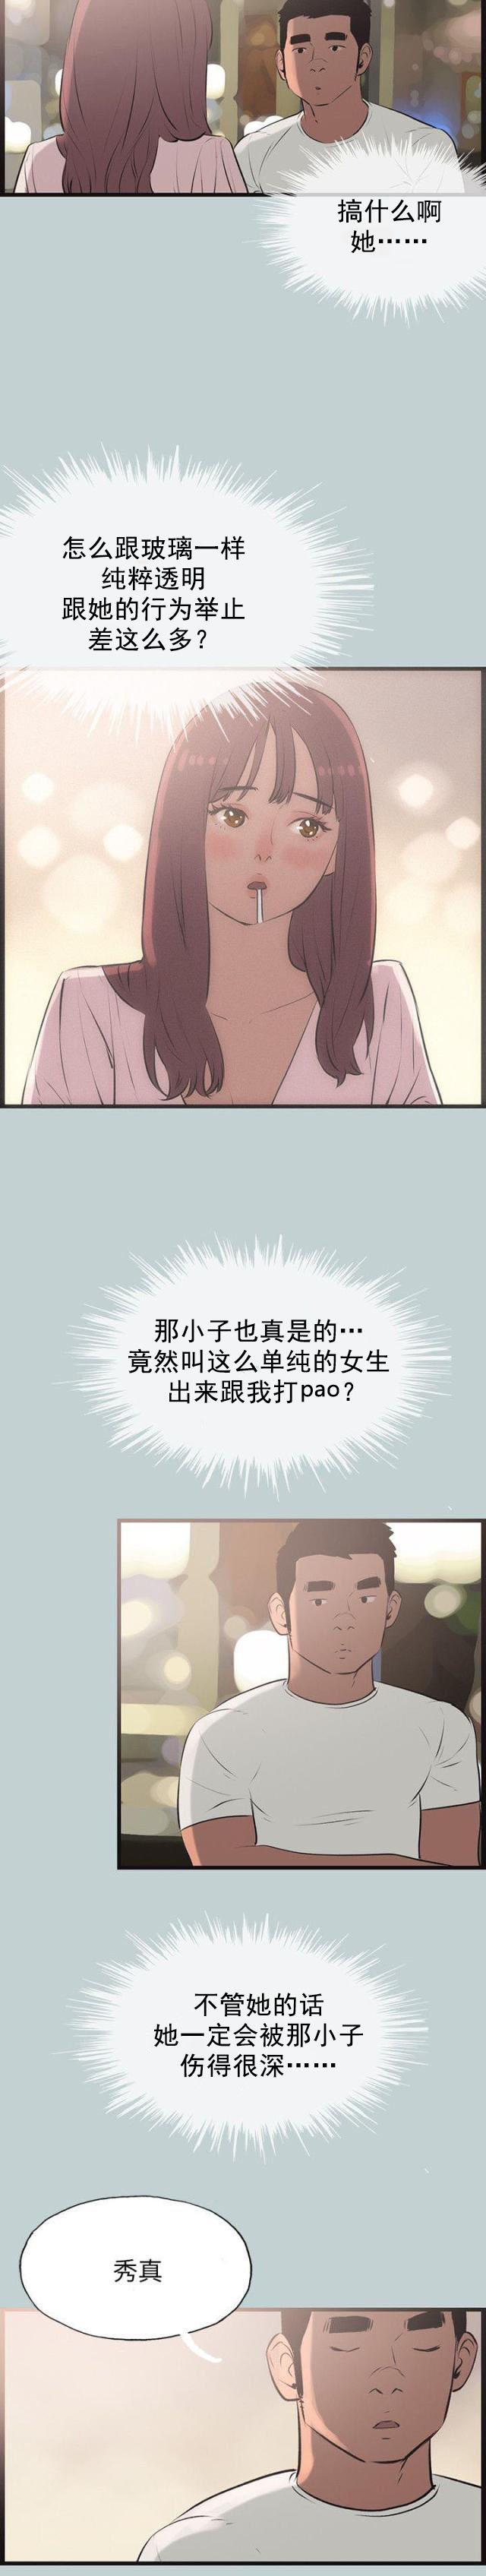 搞什么啊
她……
怎么跟玻璃一样
纯粹透明
跟她的行为举止
差这么多？
那小子也真是的…
竟然叫这么单纯的女生
出来跟我打pao？
不管她的话
她一定会被那小子
伤得很深……
秀真